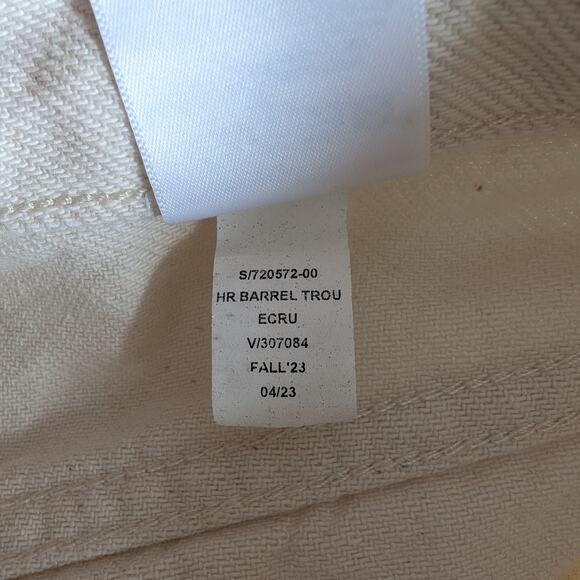 S/720572-00
HR BARREL TROU
ECRU
V/307084
FALL'23
04/23